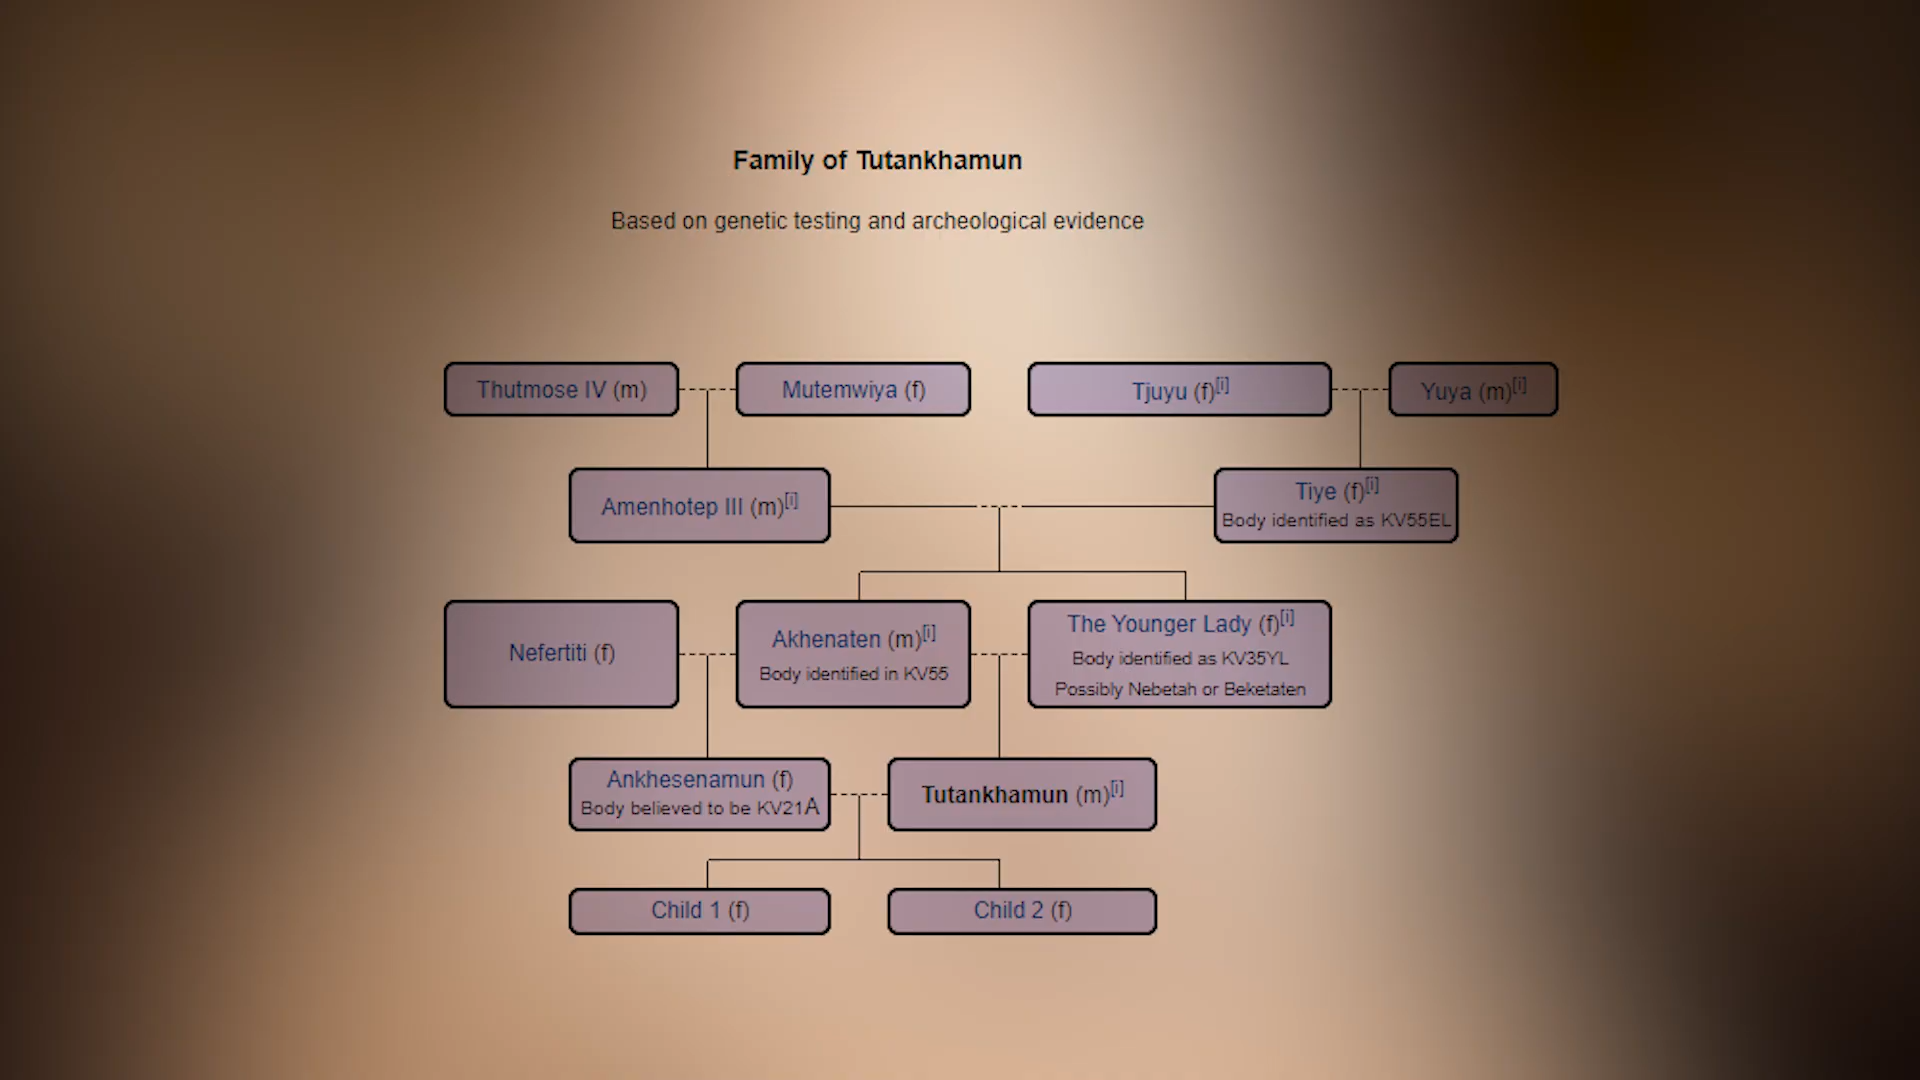 Family of Tutankhamun
Based on genetic testing and archeological evidence
Thutmose IV (m)
Mutemwiya (f)
Tjuyu (f)[i]
Yuya (m)[i]
Amenhotep III (m)[i]
Tiye (f)[i]
Body identified as KV55EL
Nefertiti (f)
Akhenaten (m)[i]
Body identified in KV55
The Younger Lady (f)[i]
Body identified as KV35YL
Possibly Nebetah or Beketaten
Ankhesenamun (f)
Body believed to be KV21A
Tutankhamun (m)[i]
Child 1 (f)
Child 2 (f)